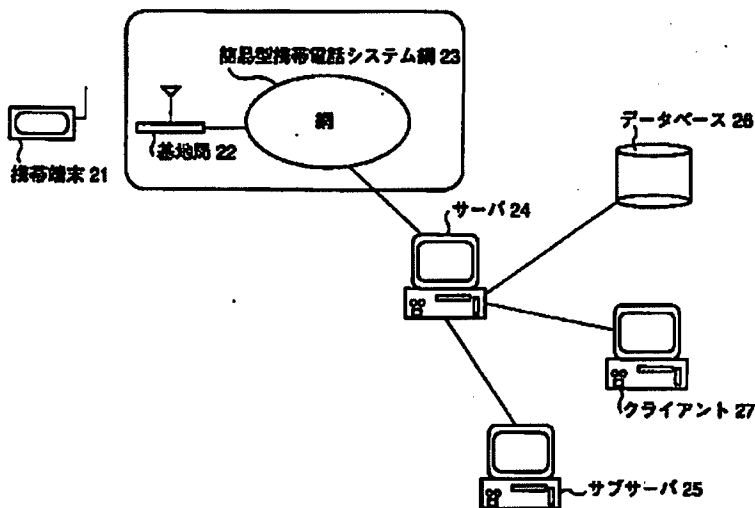 簡易型携帯電話システム網 23
網
基地局 22
携帯端末 21
データベース 26
サーバ 24
クライアント 27
サブサーバ 25